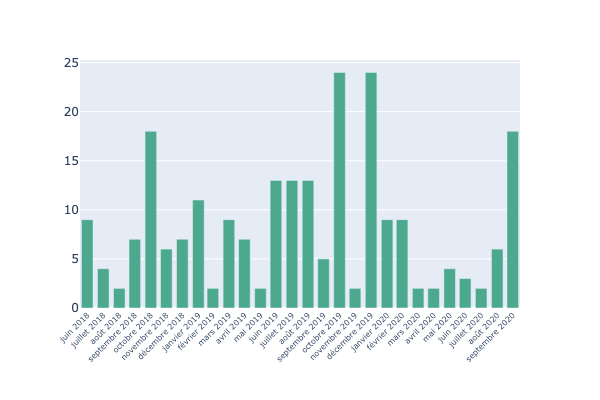 25
20
15
10
5
0
juin 2018
juillet 2018
août 2018
septembre 2018
octobre 2018
novembre 2018
décembre 2018
janvier 2019
février 2019
mars 2019
avril 2019
mai 2019
juin 2019
juillet 2019
août 2019
septembre 2019
octobre 2019
novembre 2019
décembre 2019
janvier 2020
février 2020
mars 2020
avril 2020
mai 2020
juin 2020
juillet 2020
août 2020
septembre 2020